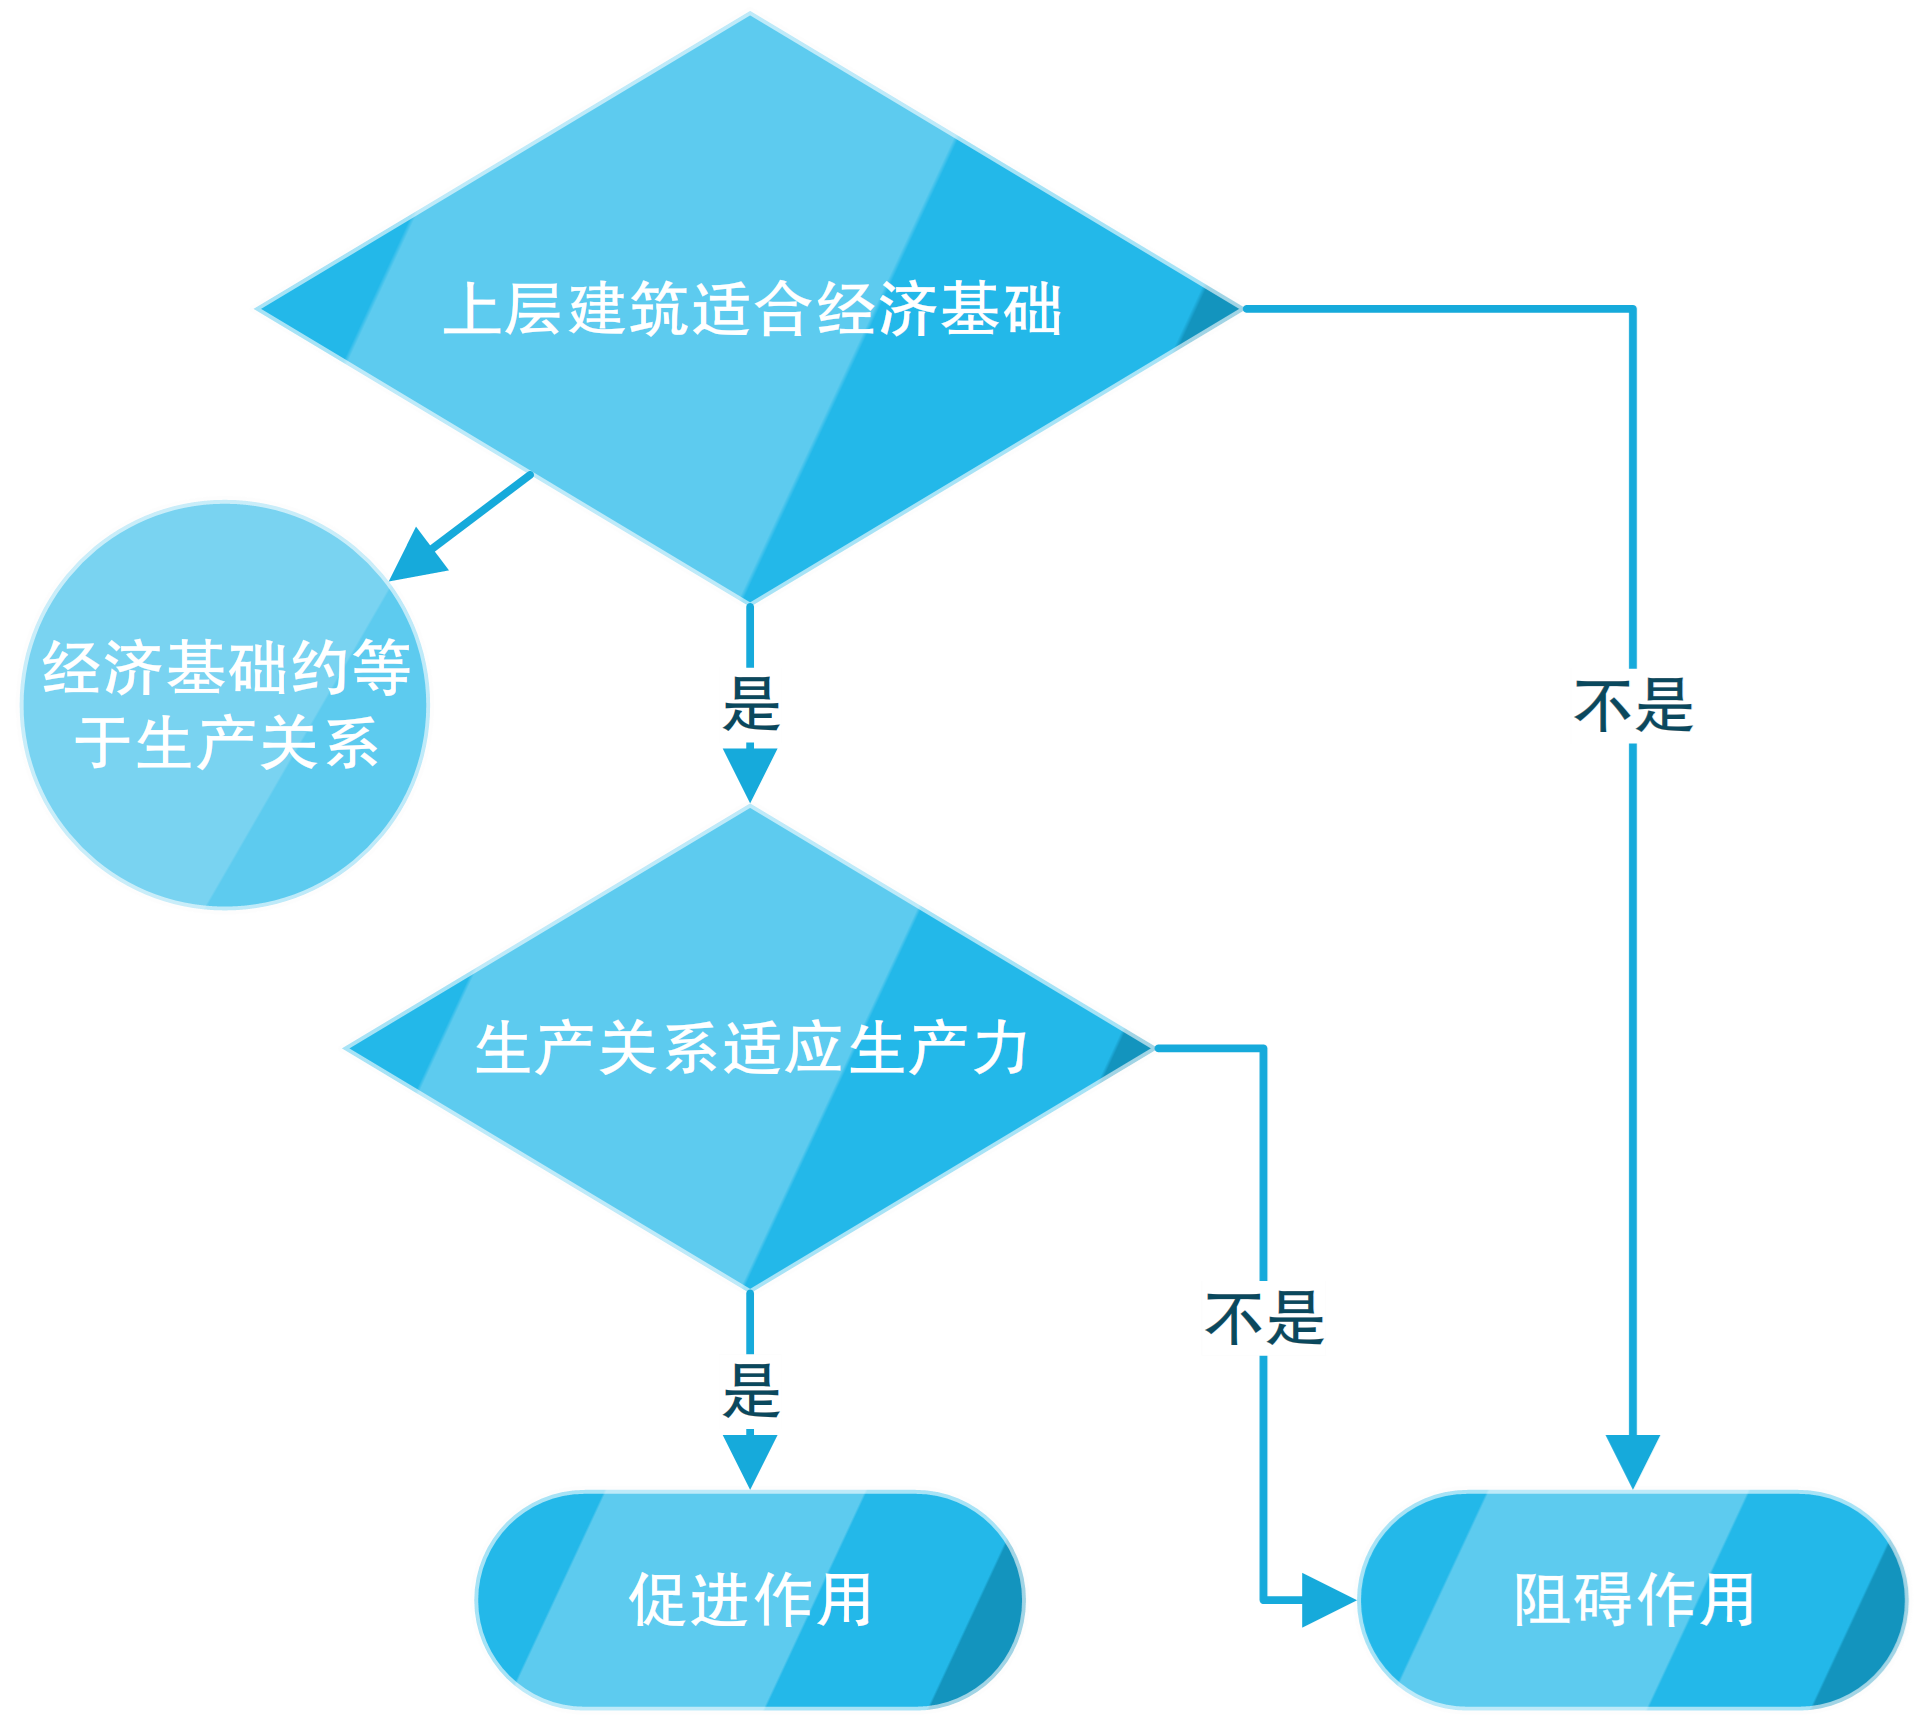 上层建筑适合经济基础
经济基础约等
于生产关系
是
不是
生产关系适应生产力
不是
是
促进作用
阻碍作用